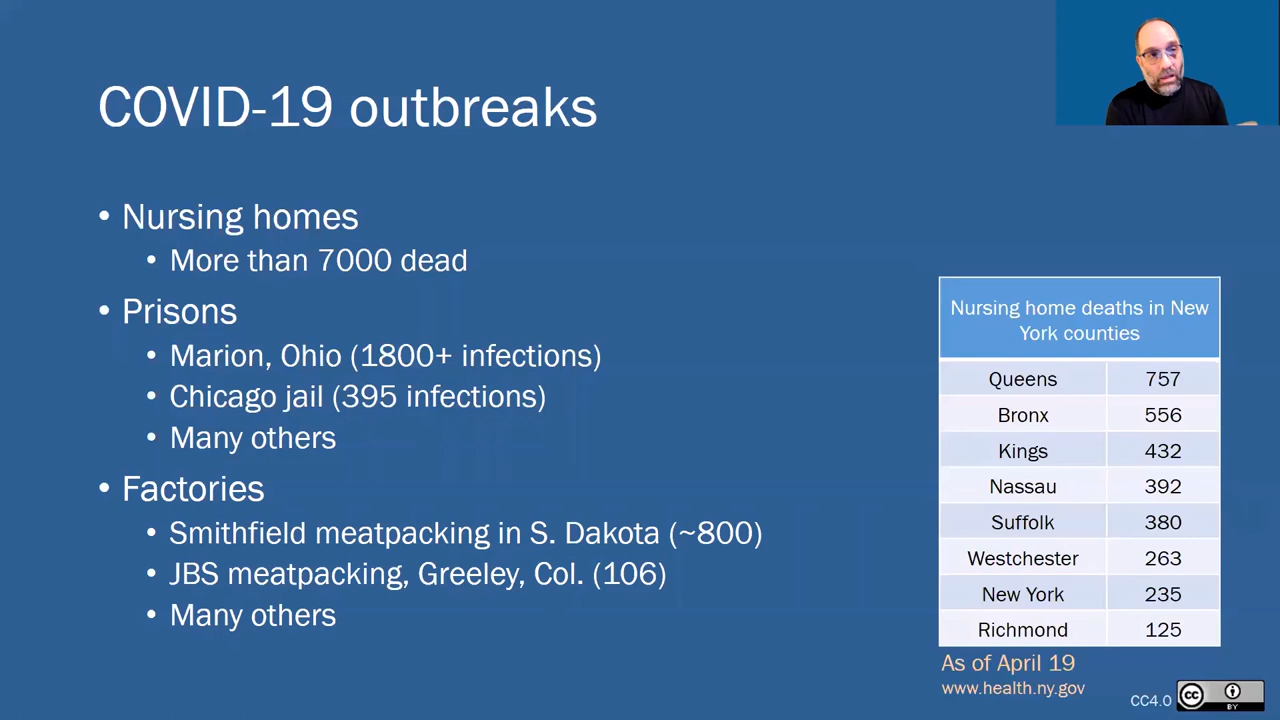 COVID-19 outbreaks
• Nursing homes
• More than 7000 dead
• Prisons
• Marion, Ohio (1800+ infections)
• Chicago jail (395 infections)
• Many others
• Factories
• Smithfield meatpacking in S. Dakota (~800)
• JBS meatpacking, Greeley, Col. (106)
• Many others
Nursing home deaths in New
York counties
Queens 757
Bronx 556
Kings 432
Nassau 392
Suffolk 380
Westchester 263
New York 235
Richmond 125
As of April 19
www.health.ny.gov
CC4.0
cc
BY